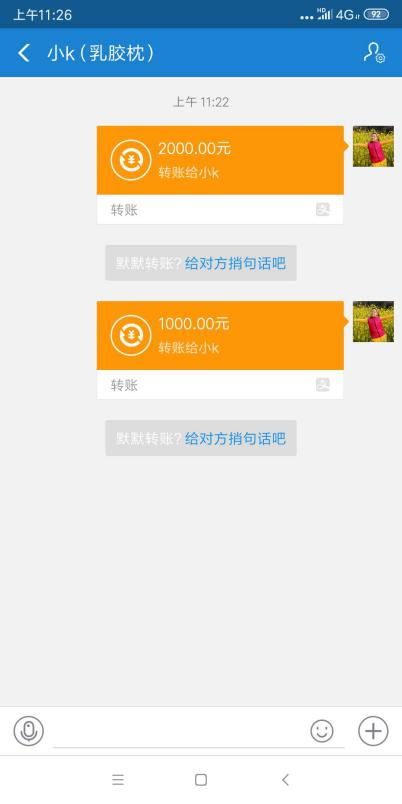 上午11:26
HD 4G 92
小k（乳胶枕）
上午 11:22
2000.00元
转账给小k
转账
支
默默转账? 给对方捎句话吧
1000.00元
转账给小k
转账
支
默默转账? 给对方捎句话吧